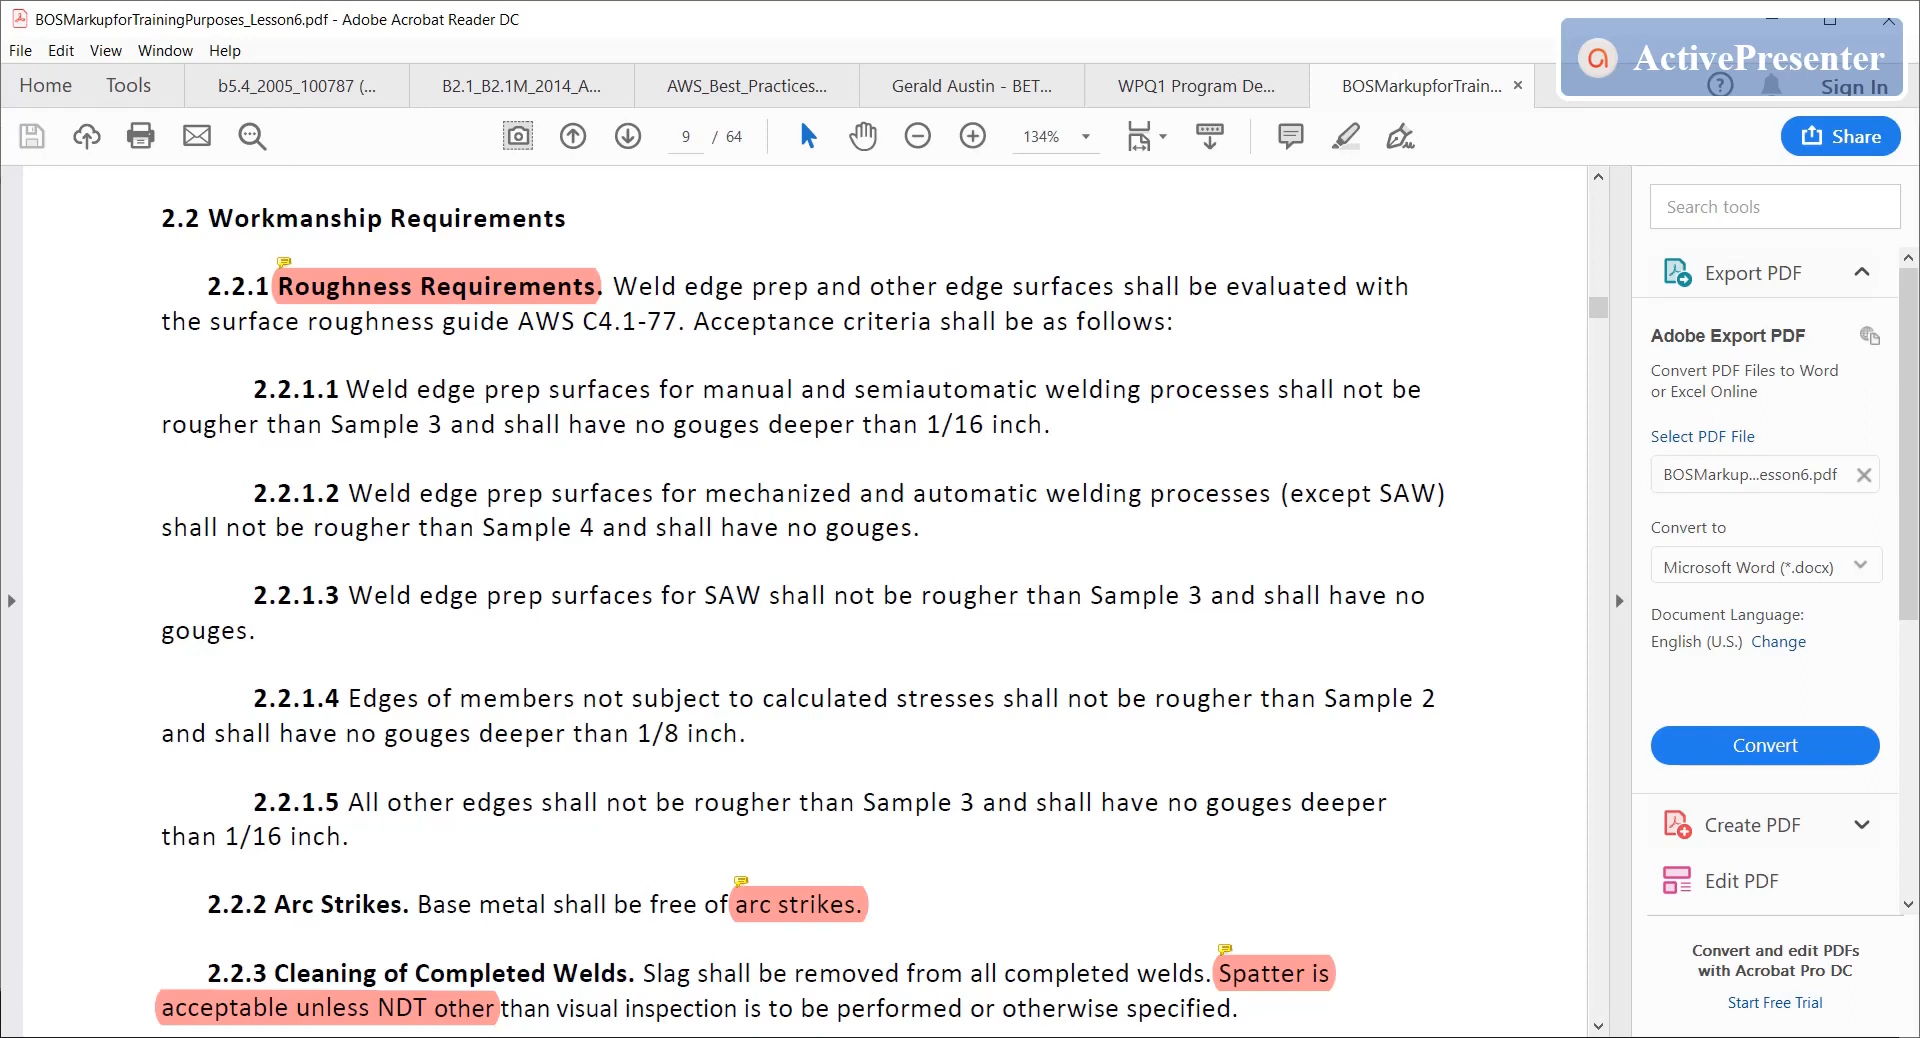 BOSMarkupforTrainingPurposes_Lesson6.pdf - Adobe Acrobat Reader DC
File Edit View Window Help
ActivePresenter
Home Tools b5.4_2005_100787 (... B2.1_B2.1M_2014_A... AWS_Best_Practices... Gerald Austin - BET... WPQ1 Program De... BOSMarkupforTrain... Sign In
9 / 64 134% Share
2.2 Workmanship Requirements
2.2.1 Roughness Requirements. Weld edge prep and other edge surfaces shall be evaluated with
the surface roughness guide AWS C4.1-77. Acceptance criteria shall be as follows:
2.2.1.1 Weld edge prep surfaces for manual and semiautomatic welding processes shall not be
rougher than Sample 3 and shall have no gouges deeper than 1/16 inch.
2.2.1.2 Weld edge prep surfaces for mechanized and automatic welding processes (except SAW)
shall not be rougher than Sample 4 and shall have no gouges.
2.2.1.3 Weld edge prep surfaces for SAW shall not be rougher than Sample 3 and shall have no
gouges.
2.2.1.4 Edges of members not subject to calculated stresses shall not be rougher than Sample 2
and shall have no gouges deeper than 1/8 inch.
2.2.1.5 All other edges shall not be rougher than Sample 3 and shall have no gouges deeper
than 1/16 inch.
2.2.2 Arc Strikes. Base metal shall be free of arc strikes.
2.2.3 Cleaning of Completed Welds. Slag shall be removed from all completed welds. Spatter is
acceptable unless NDT other than visual inspection is to be performed or otherwise specified.
Search tools
Export PDF
Adobe Export PDF
Convert PDF Files to Word
or Excel Online
Select PDF File
BOSMarkup...esson6.pdf
Convert to
Microsoft Word (*.docx)
Document Language:
English (U.S.) Change
Convert
Create PDF
Edit PDF
Convert and edit PDFs
with Acrobat Pro DC
Start Free Trial